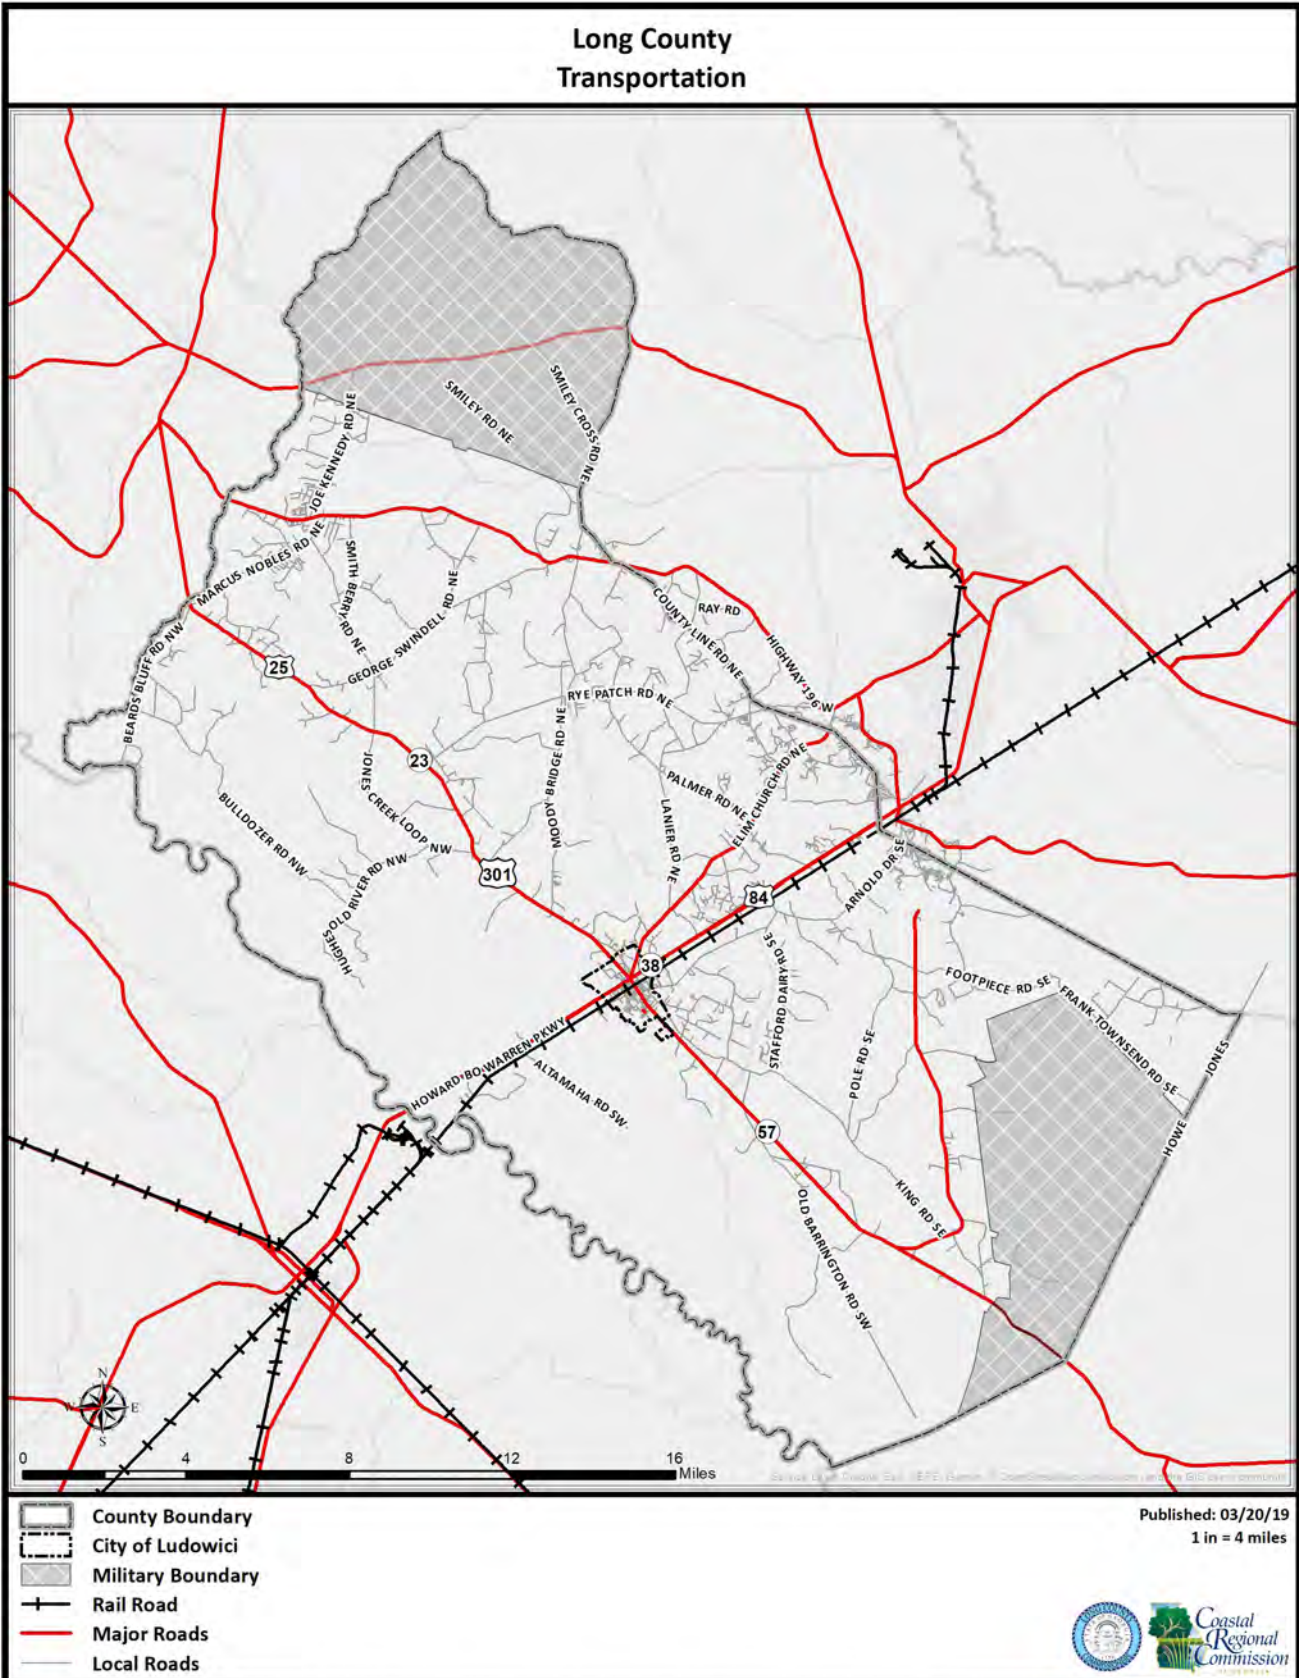 Long County
Transportation
SMILEY RD NE
SMILEY CROSS RD NE
JOE KENNEDY RD NE
MARCUS NOBLES RD NE
SMITH BERRY RD NE
GEORGE SWINDELL RD NE
BEARDS BLUFF RD NW
25
COUNTY LINE RD NE
RAY RD
HIGHWAY 196 W
RYE PATCH RD NE
23
JONES CREEK LOOP NW
MOODY BRIDGE RD NE
PALMER RD NE
ELIM CHURCH RD NE
LANIER RD NE
BULLDOZER RD NW
HUGHES OLD RIVER RD NW
301
84
ARNOLD DR SE
38
STAFFORD DAIRY RD SE
FOOTPIECE RD SE
FRANK TOWNSEND RD SE
HOWARD BO WARREN PKWY
ALTAMAHA RD SW
POLE RD SE
HOWE JONES
57
KING RD SE
OLD BARRINGTON RD SW
N
W E
S
0 4 8 12 16
Miles
County Boundary
City of Ludowici
Military Boundary
Rail Road
Major Roads
Local Roads
Published: 03/20/19
1 in = 4 miles
Coastal
Regional
Commission